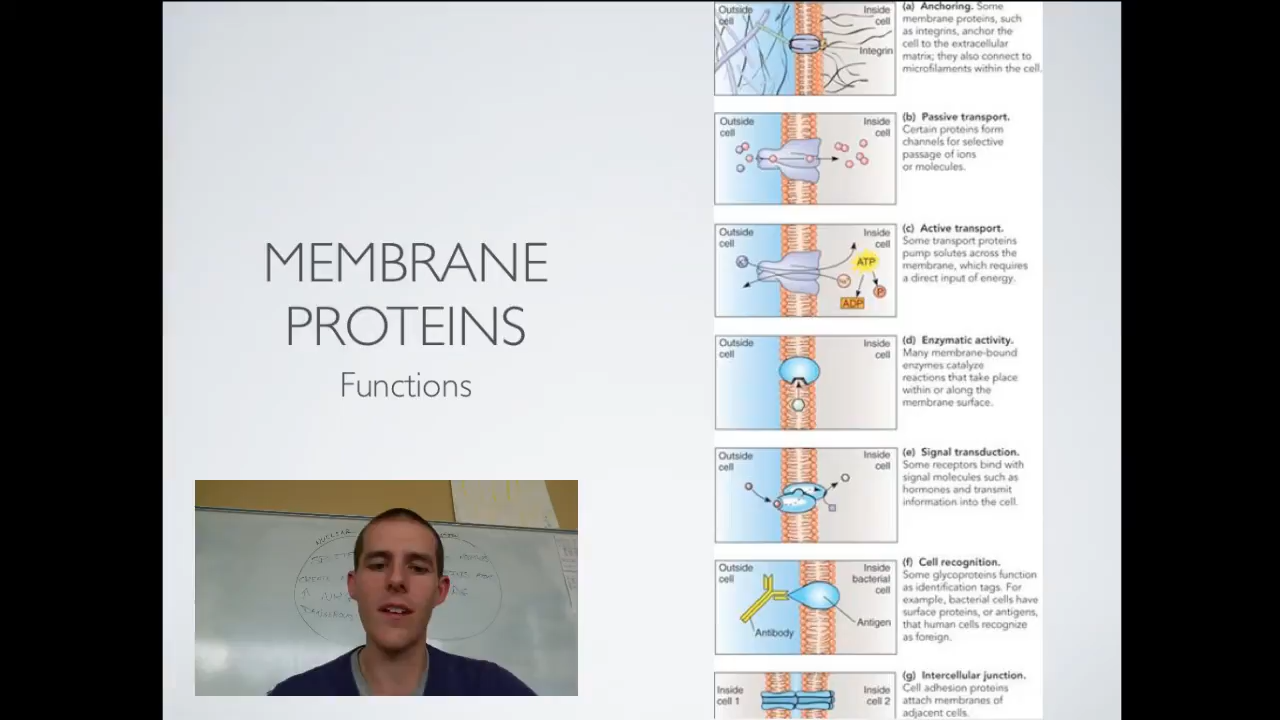 MEMBRANE
PROTEINS
Functions
Outside
cell
Inside
cell
Integrin
(a) Anchoring. Some
membrane proteins, such
as integrins, anchor the
cell to the extracellular
matrix; they also connect to
microfilaments within the cell.
Outside
cell
Inside
cell
(b) Passive transport.
Certain proteins form
channels for selective
passage of ions
or molecules.
Outside
cell
Inside
cell
ATP
ADP
P
(c) Active transport.
Some transport proteins
pump solutes across the
membrane, which requires
a direct input of energy.
Outside
cell
Inside
cell
(d) Enzymatic activity.
Many membrane-bound
enzymes catalyze
reactions that take place
within or along the
membrane surface.
Outside
cell
Inside
cell
(e) Signal transduction.
Some receptors bind with
signal molecules such as
hormones and transmit
information into the cell.
Outside
cell
Inside
bacterial
cell
Antibody
Antigen
(f) Cell recognition.
Some glycoproteins function
as identification tags. For
example, bacterial cells have
surface proteins, or antigens,
that human cells recognize
as foreign.
Inside
cell 1
Inside
cell 2
(g) Intercellular junction.
Cell adhesion proteins
attach membranes of
adjacent cells.
NUCLEAR